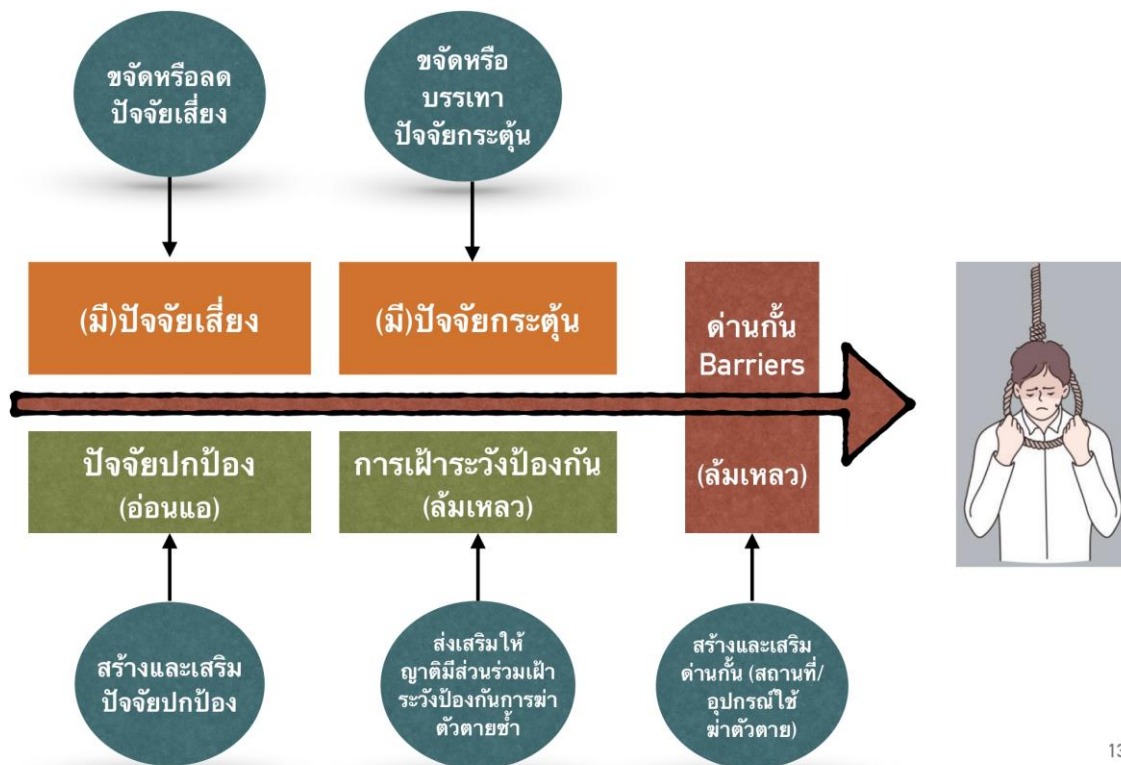 ขจัดหรือลด
ปัจจัยเสี่ยง
ขจัดหรือ
บรรเทา
ปัจจัยกระตุ้น
(มี)ปัจจัยเสี่ยง
(มี)ปัจจัยกระตุ้น
ด่านกั้น
Barriers
ปัจจัยปกป้อง
(อ่อนแอ)
การเฝ้าระวังป้องกัน
(ล้มเหลว)
(ล้มเหลว)
สร้างและเสริม
ปัจจัยปกป้อง
ส่งเสริมให้
ญาติมีส่วนร่วมเฝ้า
ระวังป้องกันการฆ่า
ตัวตายซ้ำ
สร้างและเสริม
ด่านกั้น (สถานที่/
อุปกรณ์ใช้
ฆ่าตัวตาย)
13